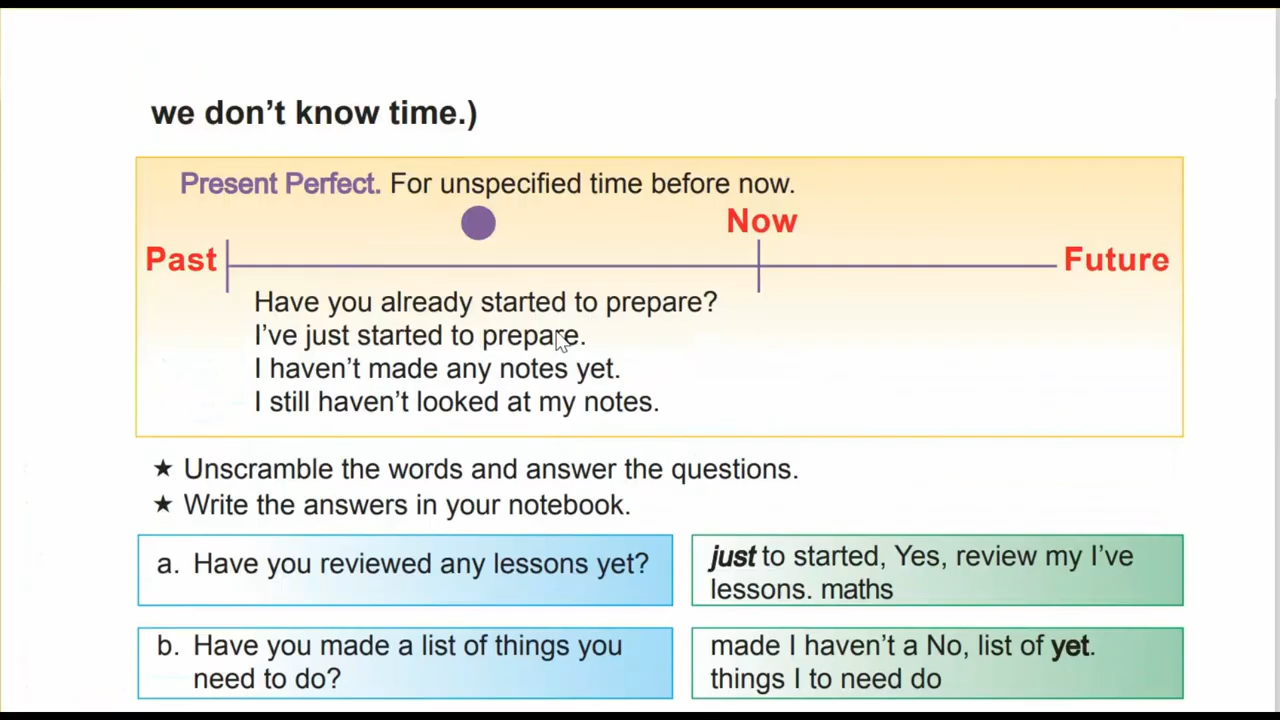 we don't know time.)
Present Perfect. For unspecified time before now.
Now
Past
Future
Have you already started to prepare?
I've just started to prepare.
I haven't made any notes yet.
I still haven't looked at my notes.
★ Unscramble the words and answer the questions.
★ Write the answers in your notebook.
a. Have you reviewed any lessons yet?
just to started, Yes, review my I've
lessons. maths
b. Have you made a list of things you
need to do?
made I haven't a No, list of yet.
things I to need do